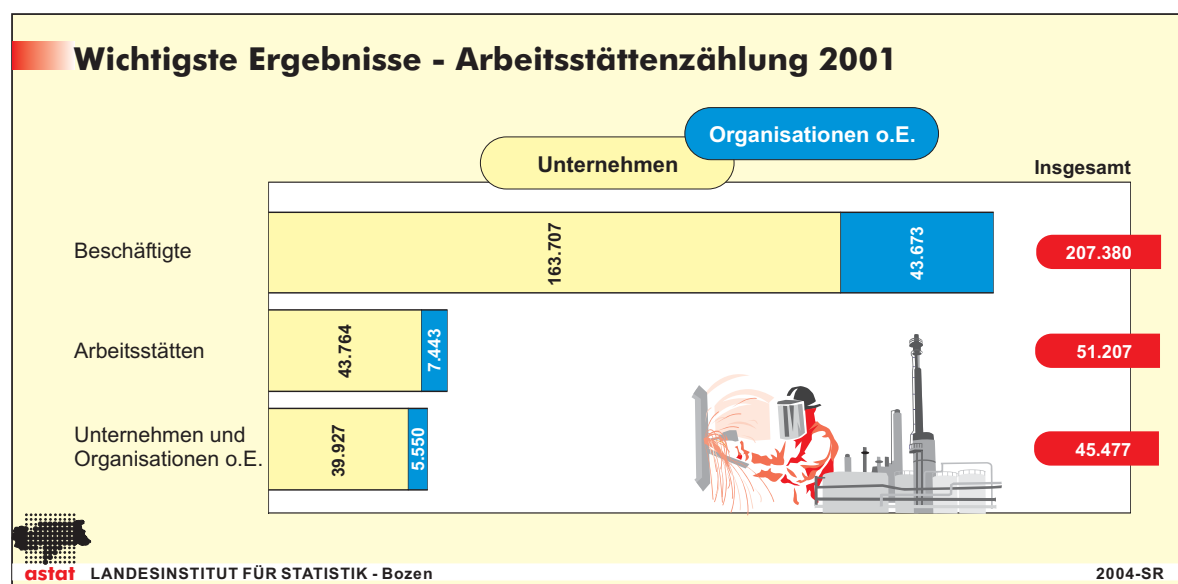 Wichtigste Ergebnisse - Arbeitsstättenzählung 2001
Organisationen o.E.
Unternehmen
Insgesamt
Beschäftigte
163.707
43.673
207.380
Arbeitsstätten
43.764
7.443
51.207
Unternehmen und
Organisationen o.E.
39.927
5.550
45.477
astat LANDESINSTITUT FÜR STATISTIK - Bozen
2004-SR